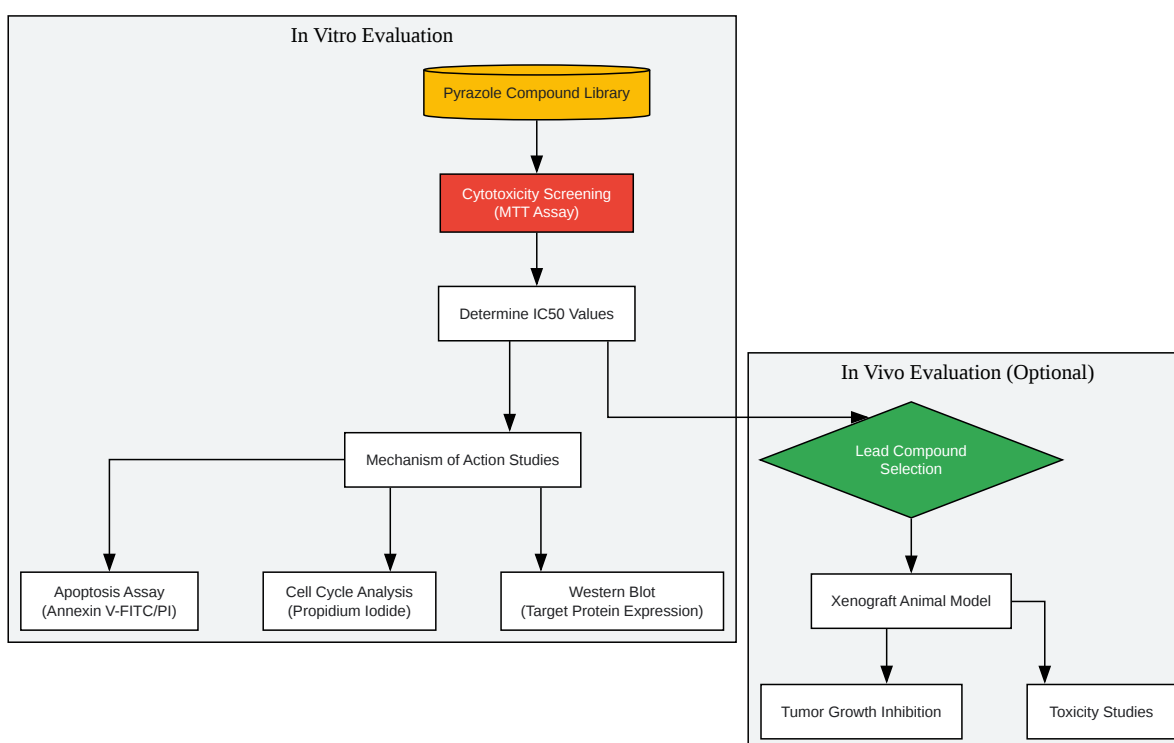 In Vitro Evaluation
Pyrazole Compound Library
Cytotoxicity Screening
(MTT Assay)
Determine IC50 Values
Mechanism of Action Studies
Apoptosis Assay
(Annexin V-FITC/PI)
Cell Cycle Analysis
(Propidium Iodide)
Western Blot
(Target Protein Expression)
In Vivo Evaluation (Optional)
Lead Compound
Selection
Xenograft Animal Model
Tumor Growth Inhibition
Toxicity Studies